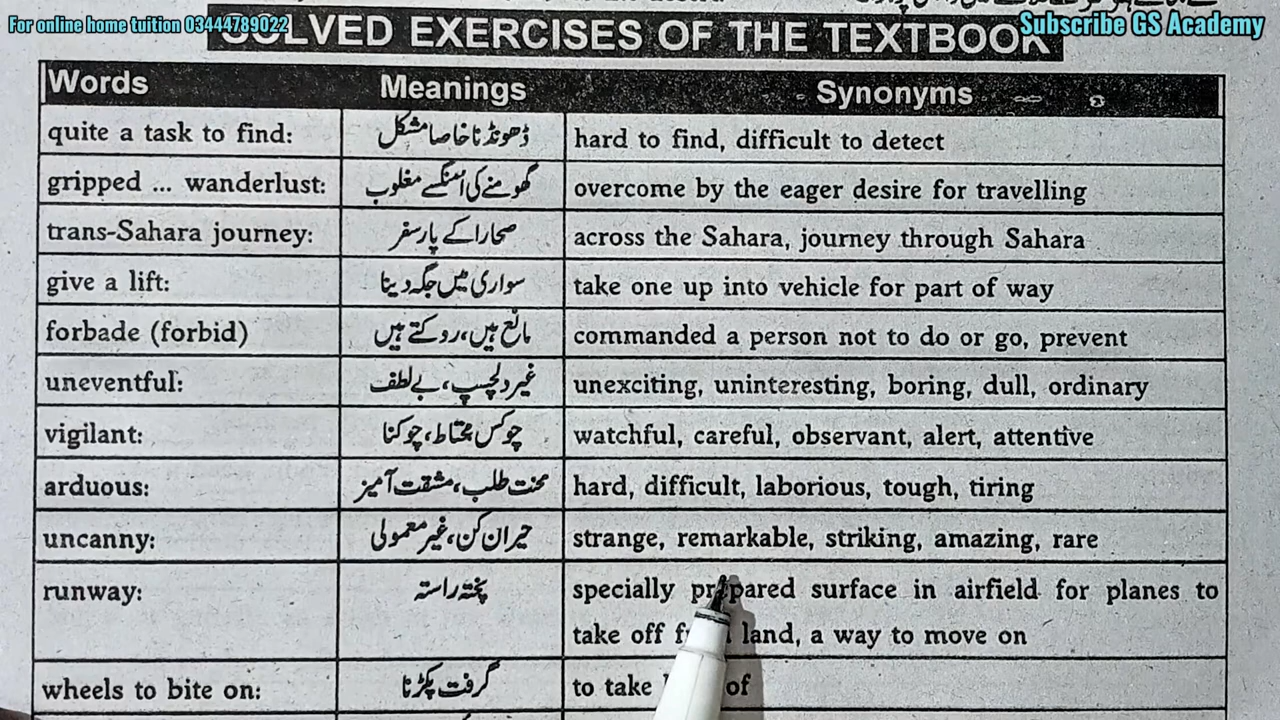 For online home tuition 03444789022
Subscribe GS Academy
SOLVED EXERCISES OF THE TEXTBOOK
Words Meanings Synonyms
quite a task to find: ڈھونڈنا خاصا مشکل hard to find, difficult to detect
gripped ... wanderlust: گھومنے کی اُمنگ سے مغلوب overcome by the eager desire for travelling
trans-Sahara journey: صحارا کے پار سفر across the Sahara, journey through Sahara
give a lift: سواری میں جگہ دینا take one up into vehicle for part of way
forbade (forbid) مانع ہیں، روکتے ہیں commanded a person not to do or go, prevent
uneventful: غیر دلچسپ، بے لطف unexciting, uninteresting, boring, dull, ordinary
vigilant: چوکس محتاط، چوکنا watchful, careful, observant, alert, attentive
arduous: محنت طلب، مشقت آمیز hard, difficult, laborious, tough, tiring
uncanny: حیران کن، غیر معمولی strange, remarkable, striking, amazing, rare
runway: پختہ راستہ specially prepared surface in airfield for planes to
take off land, a way to move on
wheels to bite on: گرفت پکڑنا to take of